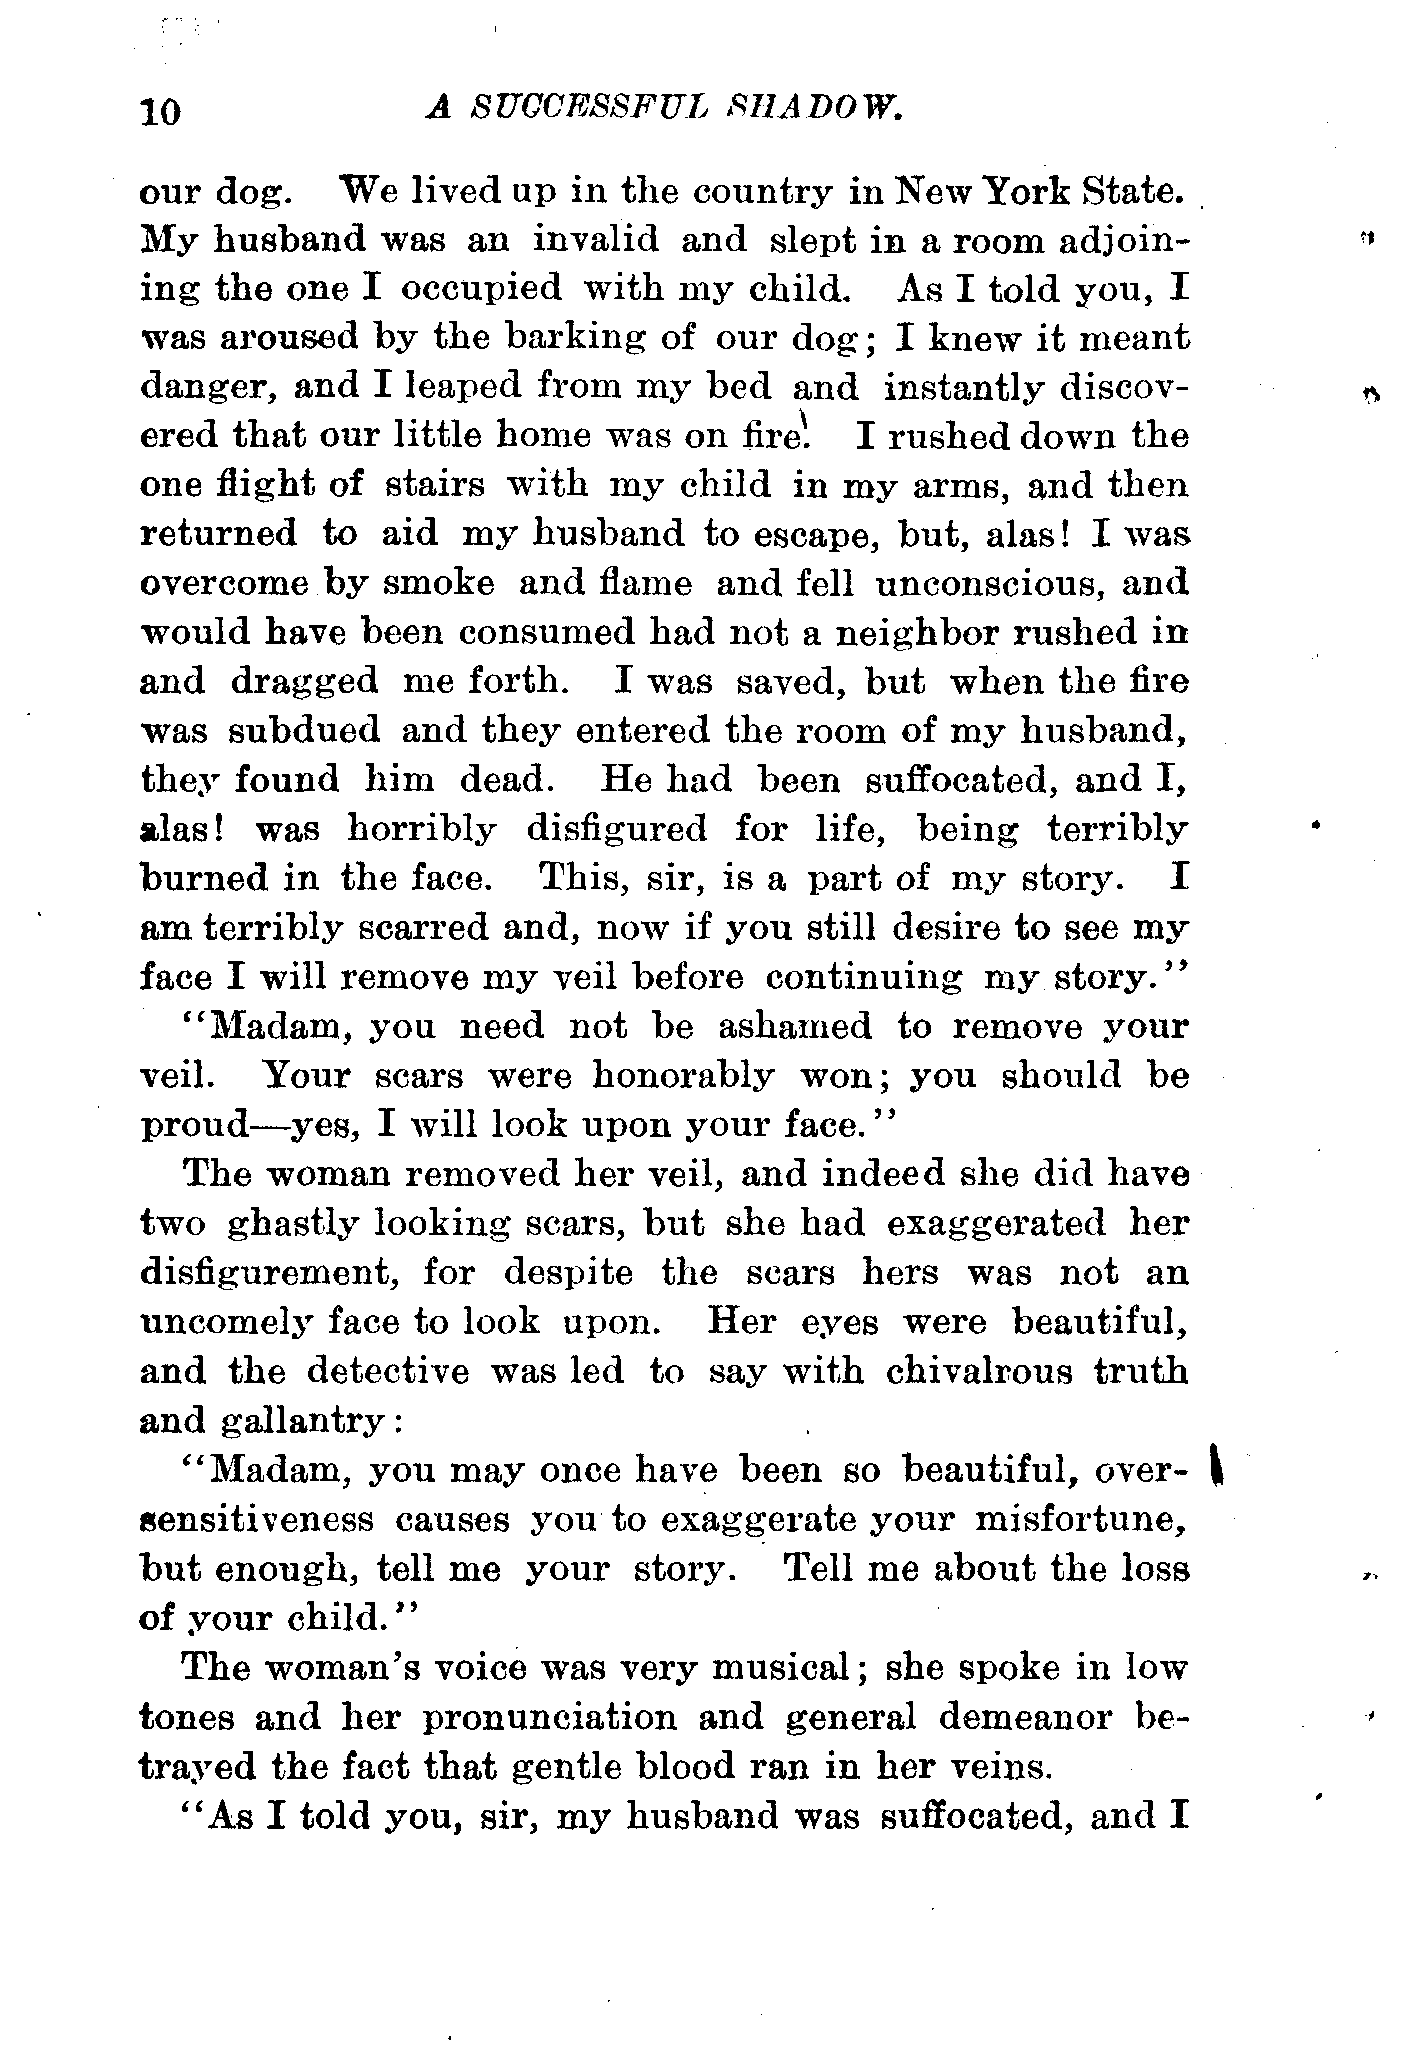 10 A SUCCESSFUL SHADOW.
our dog. We lived up in the country in New York State.
My husband was an invalid and slept in a room adjoin-
ing the one I occupied with my child. As I told you, I
was aroused by the barking of our dog; I knew it meant
danger, and I leaped from my bed and instantly discov-
ered that our little home was on fire. I rushed down the
one flight of stairs with my child in my arms, and then
returned to aid my husband to escape, but, alas! I was
overcome by smoke and flame and fell unconscious, and
would have been consumed had not a neighbor rushed in
and dragged me forth. I was saved, but when the fire
was subdued and they entered the room of my husband,
they found him dead. He had been suffocated, and I,
alas! was horribly disfigured for life, being terribly
burned in the face. This, sir, is a part of my story. I
am terribly scarred and, now if you still desire to see my
face I will remove my veil before continuing my story."
"Madam, you need not be ashamed to remove your
veil. Your scars were honorably won; you should be
proud—yes, I will look upon your face."
The woman removed her veil, and indeed she did have
two ghastly looking scars, but she had exaggerated her
disfigurement, for despite the scars hers was not an
uncomely face to look upon. Her eyes were beautiful,
and the detective was led to say with chivalrous truth
and gallantry:
"Madam, you may once have been so beautiful, over-
sensitiveness causes you to exaggerate your misfortune,
but enough, tell me your story. Tell me about the loss
of your child."
The woman's voice was very musical; she spoke in low
tones and her pronunciation and general demeanor be-
trayed the fact that gentle blood ran in her veins.
"As I told you, sir, my husband was suffocated, and I